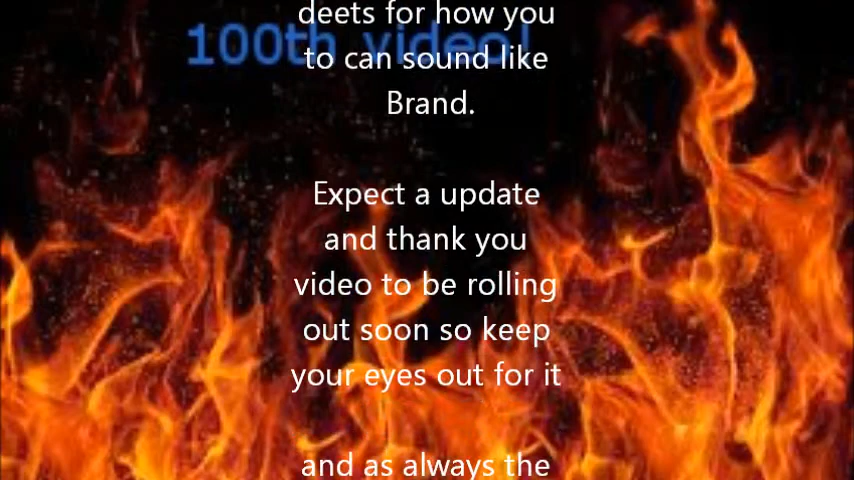 deets for how you
100th video!
to can sound like
Brand.
Expect a update
and thank you
video to be rolling
out soon so keep
your eyes out for it
and as always the